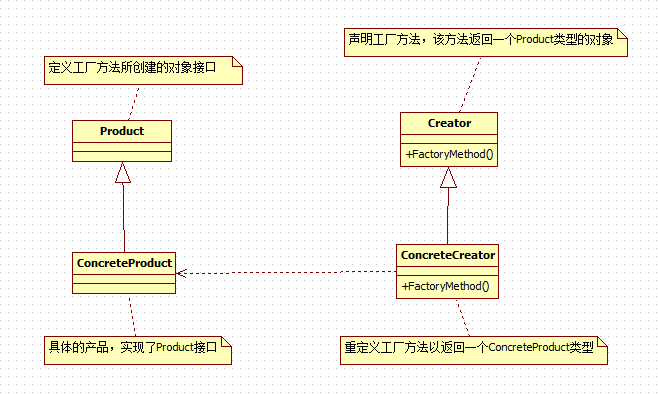 声明工厂方法，该方法返回一个Product类型的对象
定义工厂方法所创建的对象接口
Product
Creator
+FactoryMethod()
ConcreteProduct
ConcreteCreator
+FactoryMethod()
具体的产品，实现了Product接口
重定义工厂方法以返回一个ConcreteProduct类型